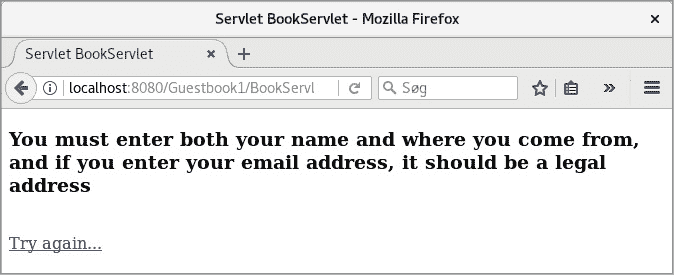 Servlet BookServlet - Mozilla Firefox
Servlet BookServlet
localhost:8080/Guestbook1/BookServl
Søg
You must enter both your name and where you come from,
and if you enter your email address, it should be a legal
address
Try again...